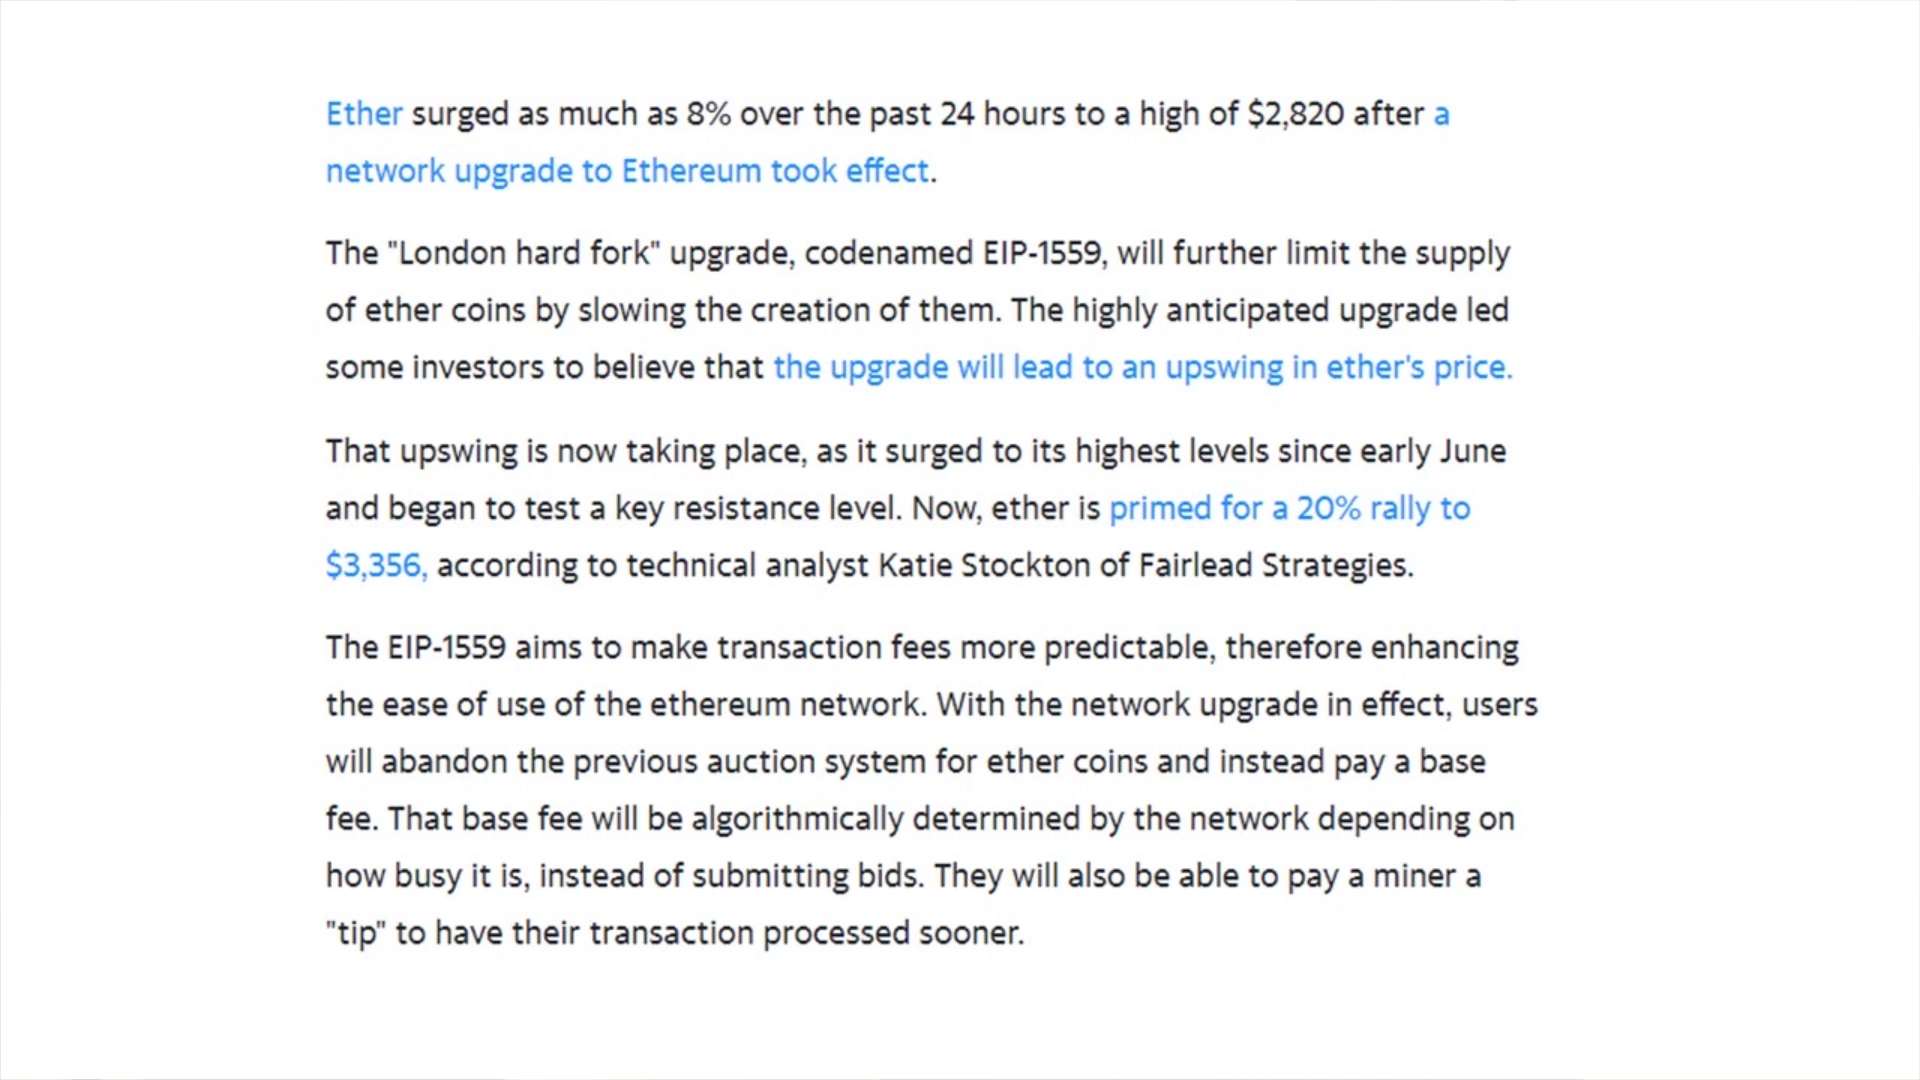 Ether surged as much as 8% over the past 24 hours to a high of $2,820 after a
network upgrade to Ethereum took effect.
The "London hard fork" upgrade, codenamed EIP-1559, will further limit the supply
of ether coins by slowing the creation of them. The highly anticipated upgrade led
some investors to believe that the upgrade will lead to an upswing in ether's price.
That upswing is now taking place, as it surged to its highest levels since early June
and began to test a key resistance level. Now, ether is primed for a 20% rally to
$3,356, according to technical analyst Katie Stockton of Fairlead Strategies.
The EIP-1559 aims to make transaction fees more predictable, therefore enhancing
the ease of use of the ethereum network. With the network upgrade in effect, users
will abandon the previous auction system for ether coins and instead pay a base
fee. That base fee will be algorithmically determined by the network depending on
how busy it is, instead of submitting bids. They will also be able to pay a miner a
"tip" to have their transaction processed sooner.